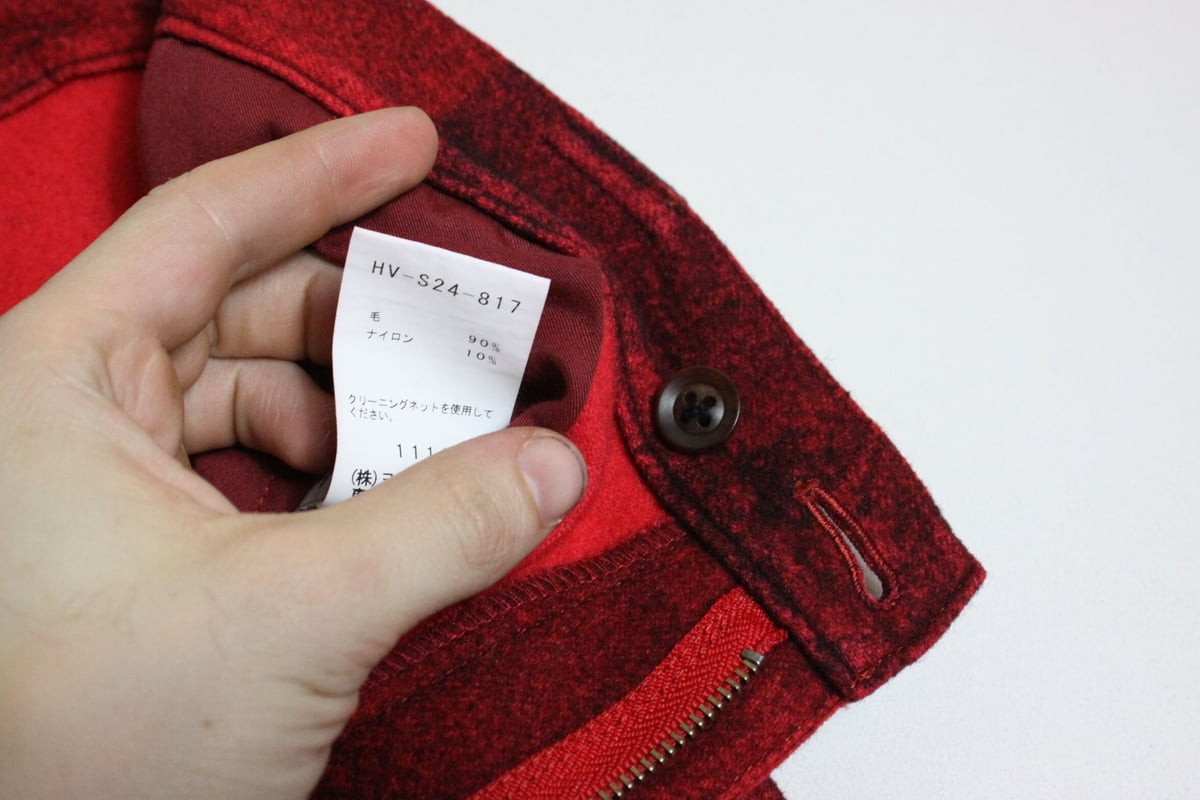 HV-S24-817
毛 90%
ナイロン 10%
クリーニングネットを使用して
ください。
111
(株)ヨ